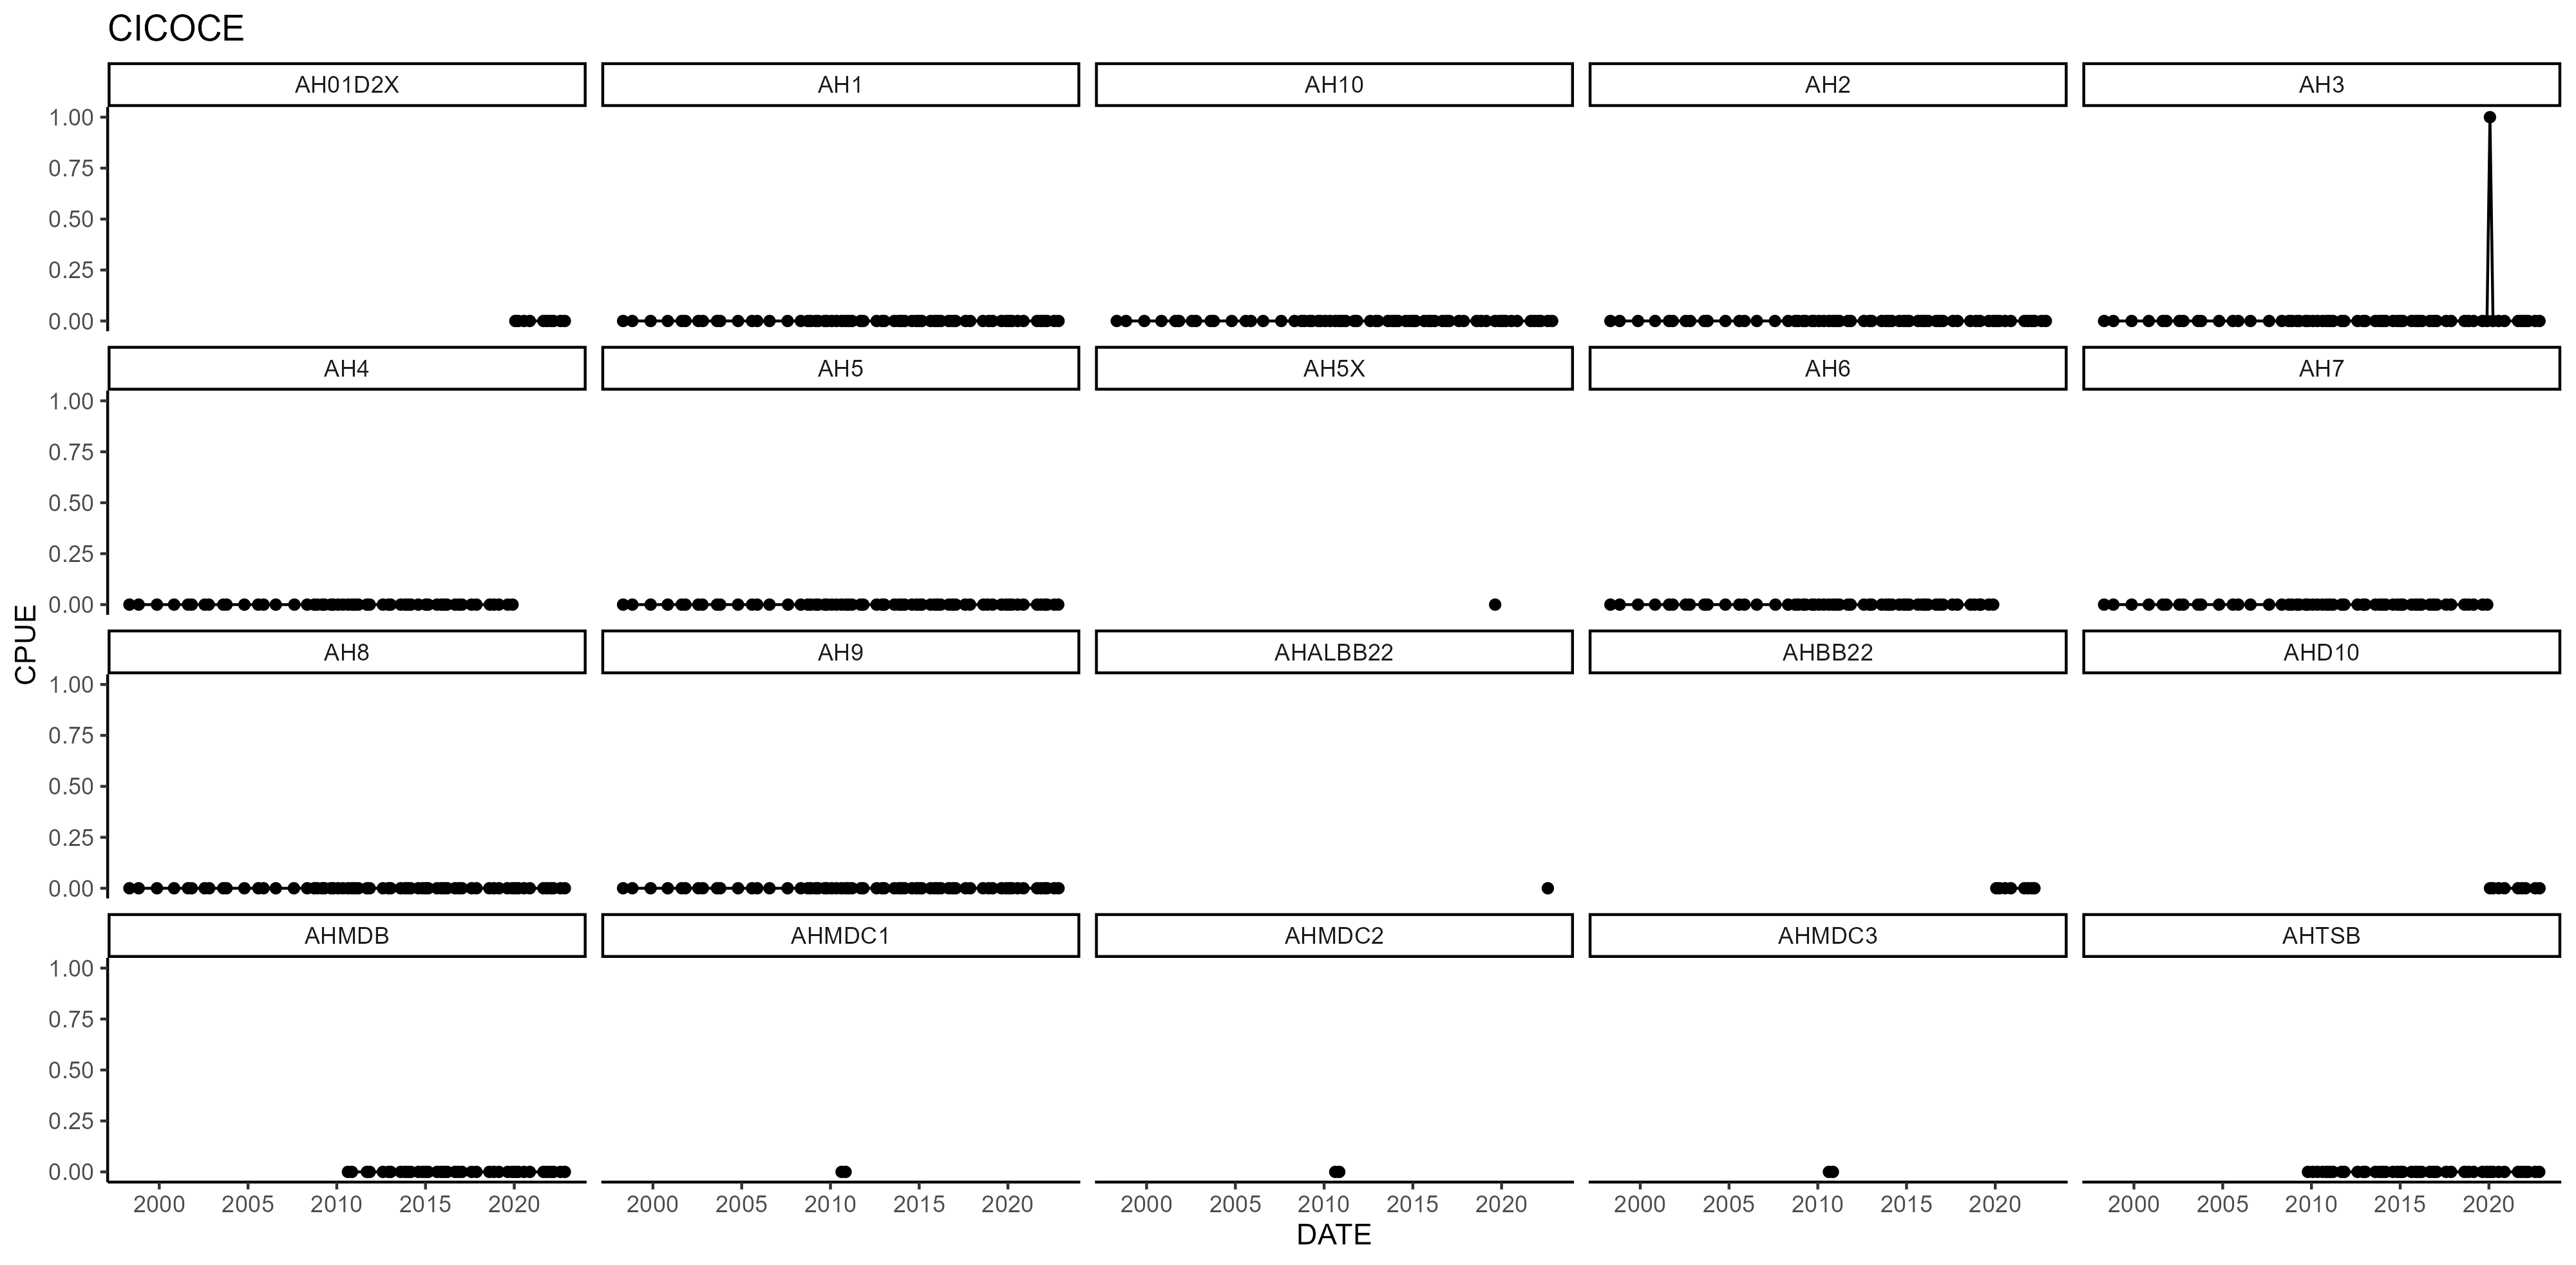 CICOCE
AH01D2X AH1 AH10 AH2 AH3
1.00
0.75
0.50
0.25
0.00
AH4 AH5 AH5X AH6 AH7
1.00
0.75
0.50
0.25
0.00
CPUE
AH8 AH9 AHALBB22 AHBB22 AHD10
1.00
0.75
0.50
0.25
0.00
AHMDB AHMDC1 AHMDC2 AHMDC3 AHTSB
1.00
0.75
0.50
0.25
0.00
2000 2005 2010 2015 2020 2000 2005 2010 2015 2020 2000 2005 2010 2015 2020 2000 2005 2010 2015 2020 2000 2005 2010 2015 2020
DATE